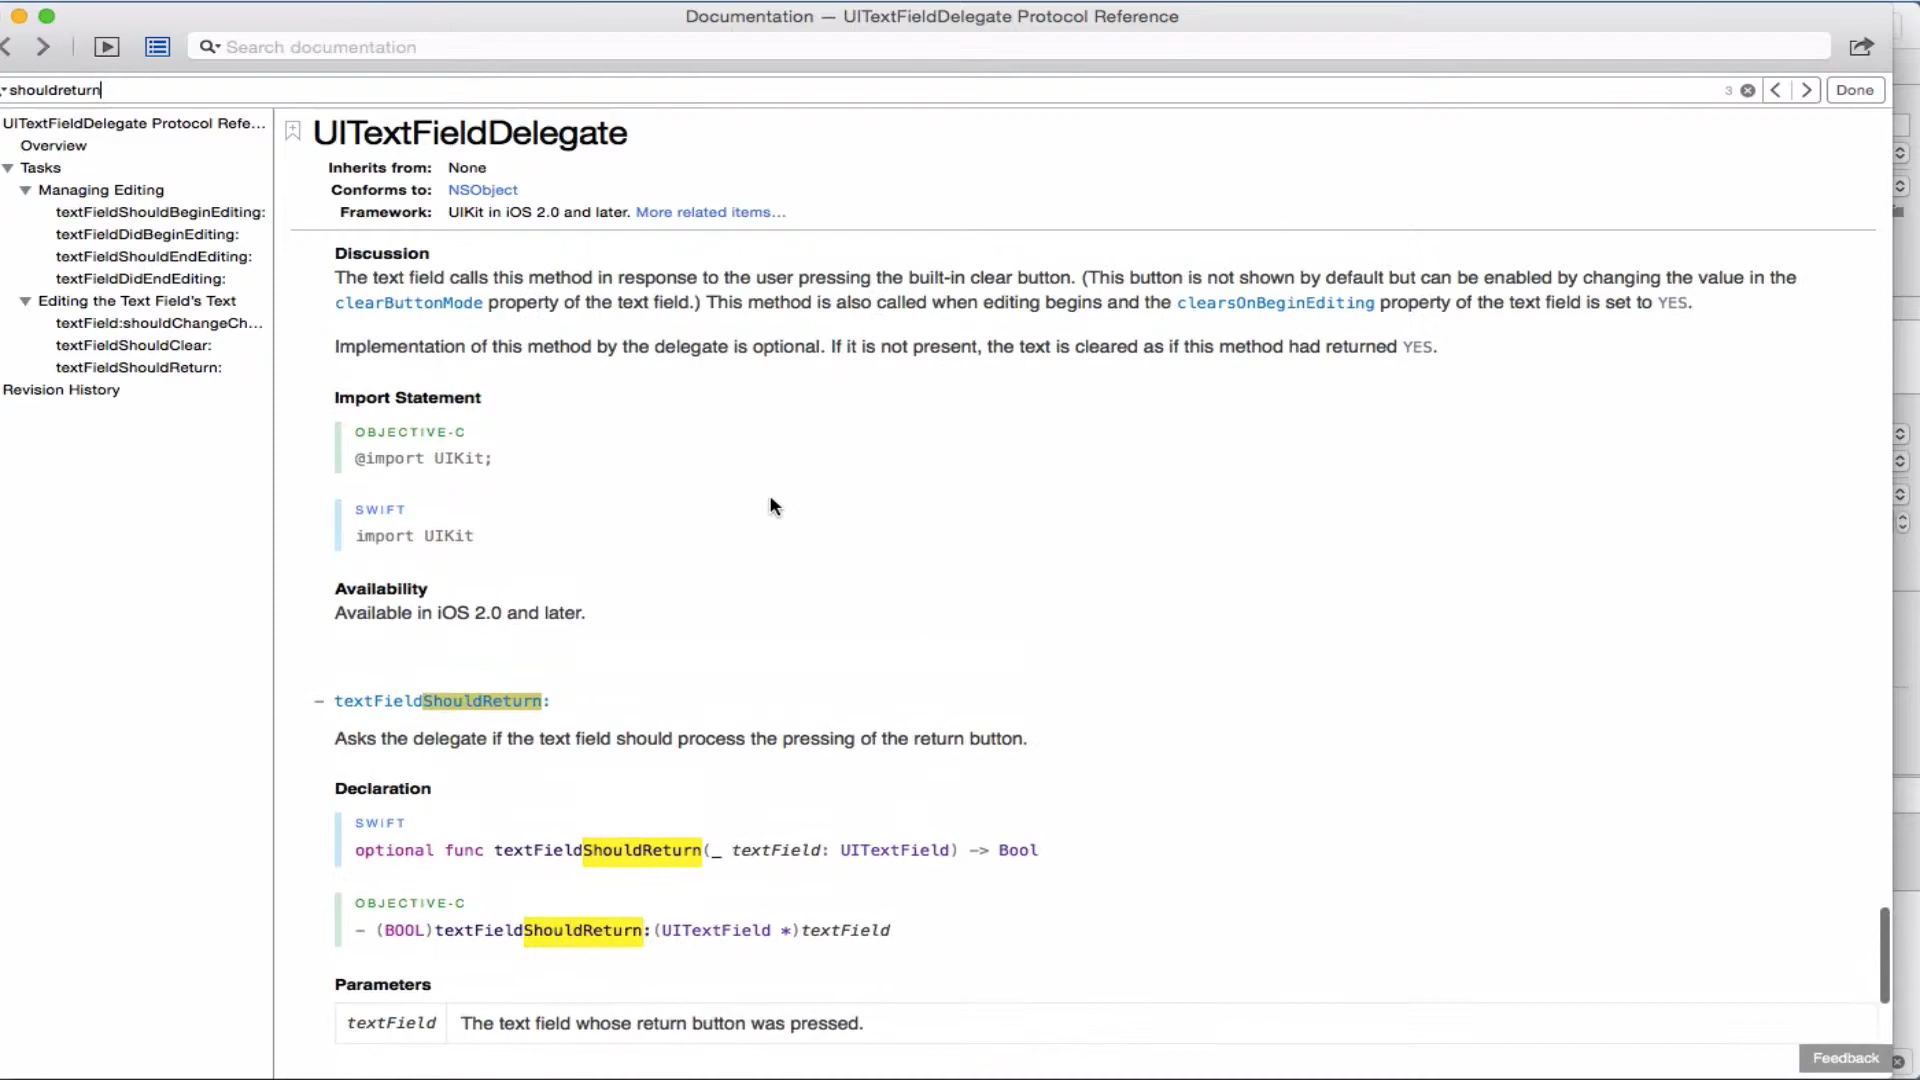 Documentation — UITextFieldDelegate Protocol Reference
Search documentation
shouldreturn
3
Done
UITextFieldDelegate Protocol Refe...
Overview
Tasks
Managing Editing
textFieldShouldBeginEditing:
textFieldDidBeginEditing:
textFieldShouldEndEditing:
textFieldDidEndEditing:
Editing the Text Field's Text
textField:shouldChangeCh...
textFieldShouldClear:
textFieldShouldReturn:
Revision History
UITextFieldDelegate
Inherits from: None
Conforms to: NSObject
Framework: UIKit in iOS 2.0 and later. More related items...
Discussion
The text field calls this method in response to the user pressing the built-in clear button. (This button is not shown by default but can be enabled by changing the value in the
clearButtonMode property of the text field.) This method is also called when editing begins and the clearsOnBeginEditing property of the text field is set to YES.
Implementation of this method by the delegate is optional. If it is not present, the text is cleared as if this method had returned YES.
Import Statement
OBJECTIVE-C
@import UIKit;
SWIFT
import UIKit
Availability
Available in iOS 2.0 and later.
– textFieldShouldReturn:
Asks the delegate if the text field should process the pressing of the return button.
Declaration
SWIFT
optional func textFieldShouldReturn(_ textField: UITextField) -> Bool
OBJECTIVE-C
- (BOOL)textFieldShouldReturn:(UITextField *)textField
Parameters
textField The text field whose return button was pressed.
Feedback